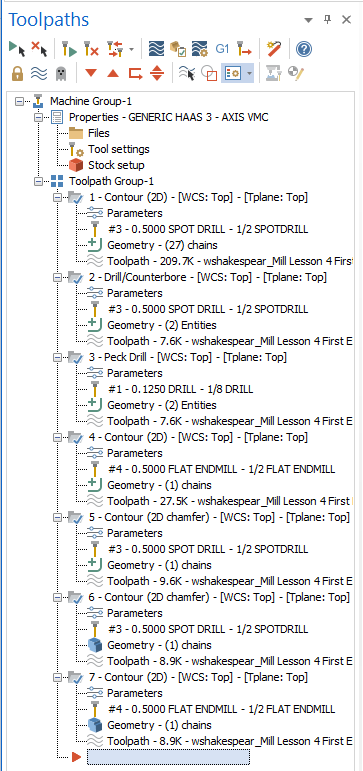 Toolpaths
G1
Machine Group-1
Properties - GENERIC HAAS 3 - AXIS VMC
Files
Tool settings
Stock setup
Toolpath Group-1
1 - Contour (2D) - [WCS: Top] - [Tplane: Top]
Parameters
#3 - 0.5000 SPOT DRILL - 1/2 SPOTDRILL
Geometry - (27) chains
Toolpath - 209.7K - wshakespear_Mill Lesson 4 First
2 - Drill/Counterbore - [WCS: Top] - [Tplane: Top]
Parameters
#3 - 0.5000 SPOT DRILL - 1/2 SPOTDRILL
Geometry - (2) Entities
Toolpath - 7.6K - wshakespear_Mill Lesson 4 First E
3 - Peck Drill - [WCS: Top] - [Tplane: Top]
Parameters
#1 - 0.1250 DRILL - 1/8 DRILL
Geometry - (2) Entities
Toolpath - 7.6K - wshakespear_Mill Lesson 4 First E
4 - Contour (2D) - [WCS: Top] - [Tplane: Top]
Parameters
#4 - 0.5000 FLAT ENDMILL - 1/2 FLAT ENDMILL
Geometry - (1) chains
Toolpath - 27.5K - wshakespear_Mill Lesson 4 First
5 - Contour (2D chamfer) - [WCS: Top] - [Tplane: Top]
Parameters
#3 - 0.5000 SPOT DRILL - 1/2 SPOTDRILL
Geometry - (1) chains
Toolpath - 9.6K - wshakespear_Mill Lesson 4 First E
6 - Contour (2D chamfer) - [WCS: Top] - [Tplane: Top]
Parameters
#3 - 0.5000 SPOT DRILL - 1/2 SPOTDRILL
Geometry - (1) chains
Toolpath - 8.9K - wshakespear_Mill Lesson 4 First E
7 - Contour (2D) - [WCS: Top] - [Tplane: Top]
Parameters
#4 - 0.5000 FLAT ENDMILL - 1/2 FLAT ENDMILL
Geometry - (1) chains
Toolpath - 8.9K - wshakespear_Mill Lesson 4 First E